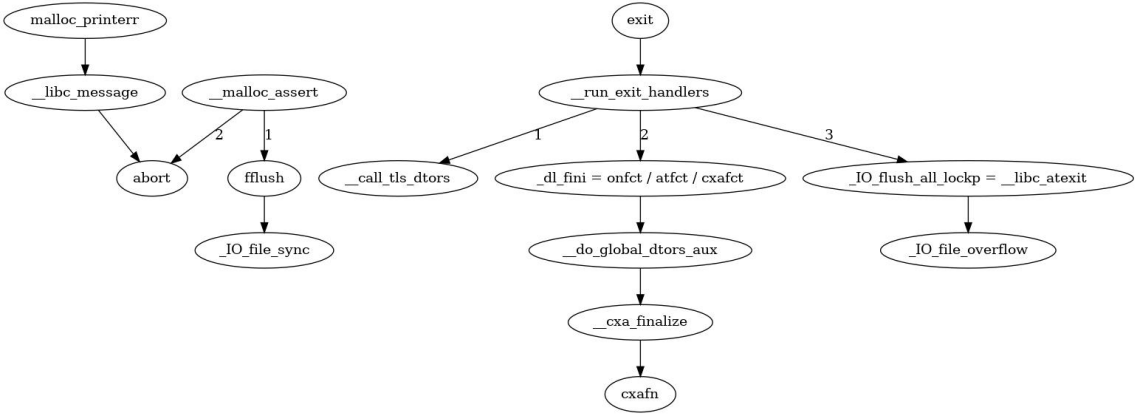 malloc_printerr
exit
__libc_message
__malloc_assert
__run_exit_handlers
2
1
1
2
3
abort
fflush
__call_tls_dtors
_dl_fini = onfct / atfct / cxafct
_IO_flush_all_lockp = __libc_atexit
_IO_file_sync
__do_global_dtors_aux
_IO_file_overflow
__cxa_finalize
cxafn